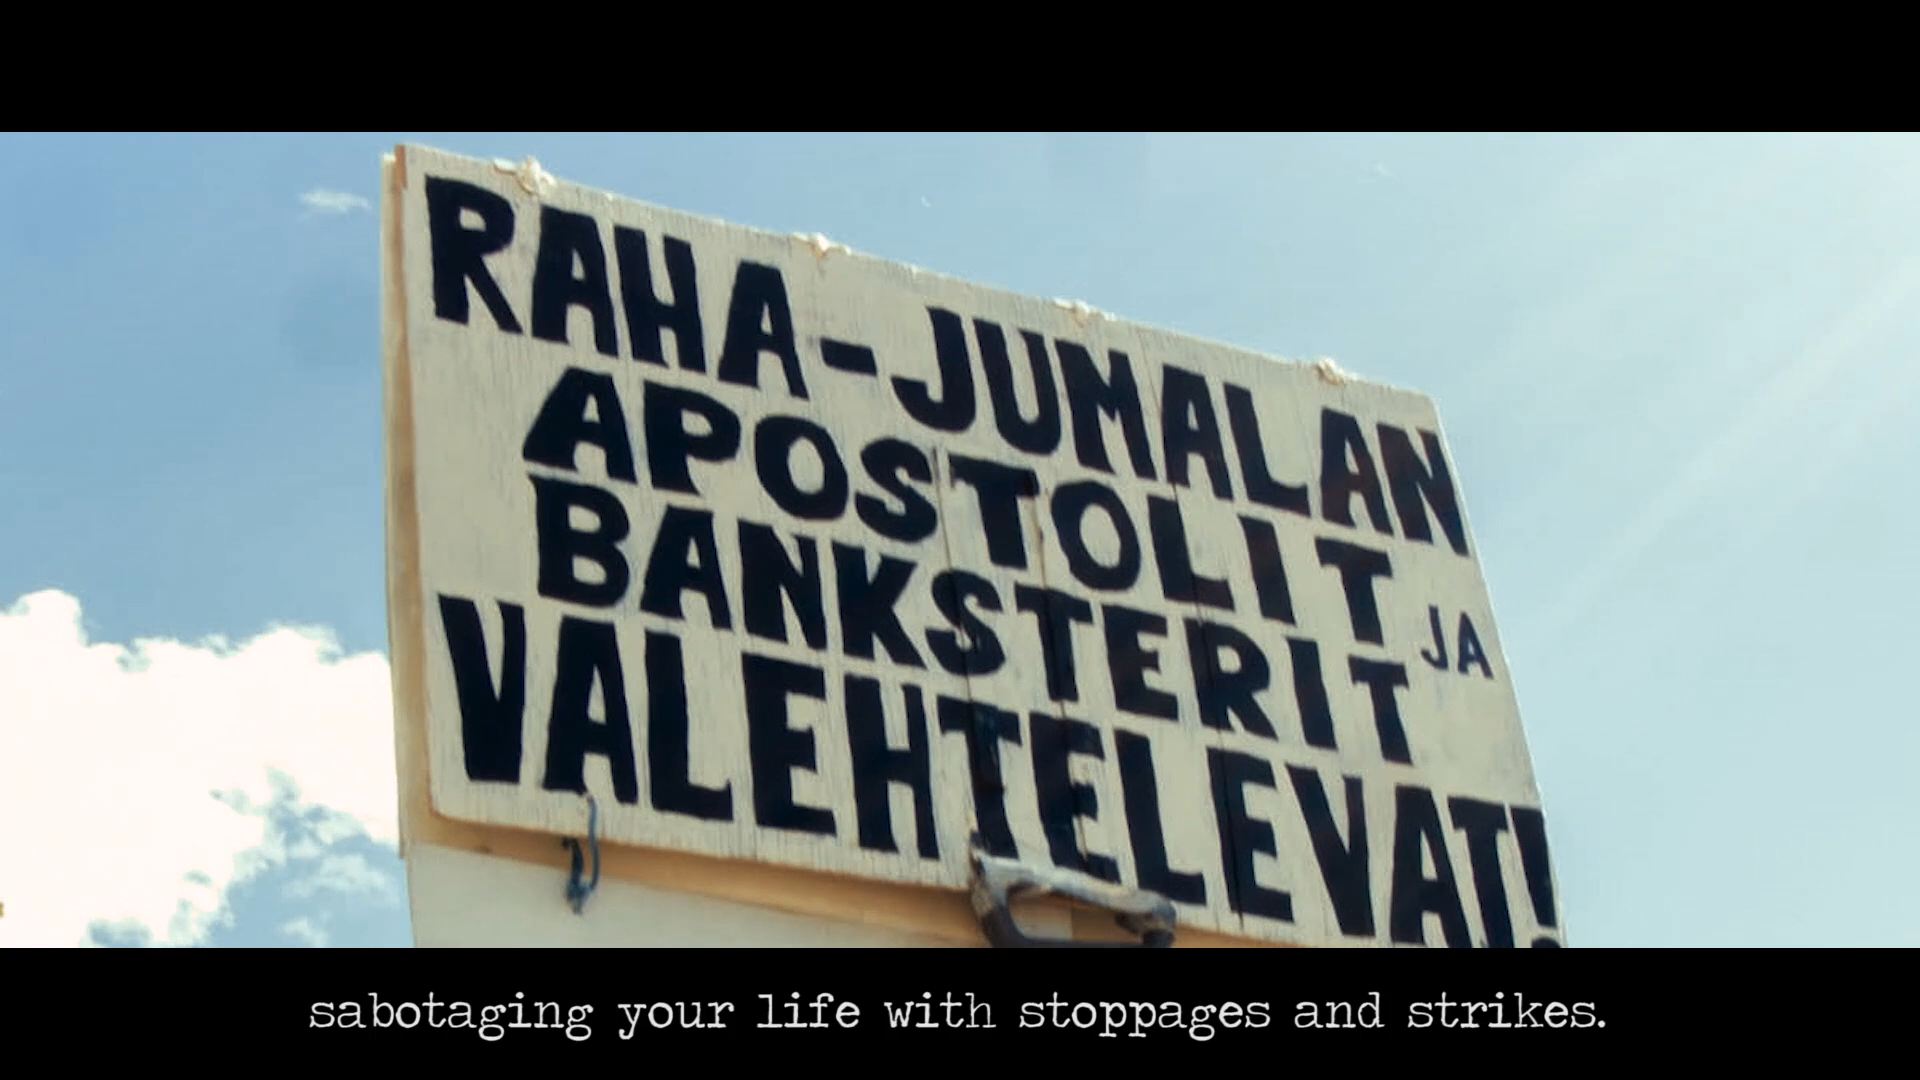 RAHA-JUMALAN
APOSTOLIT JA
BANKSTERIT
VALEHTELEVAT!
sabotaging your life with stoppages and strikes.